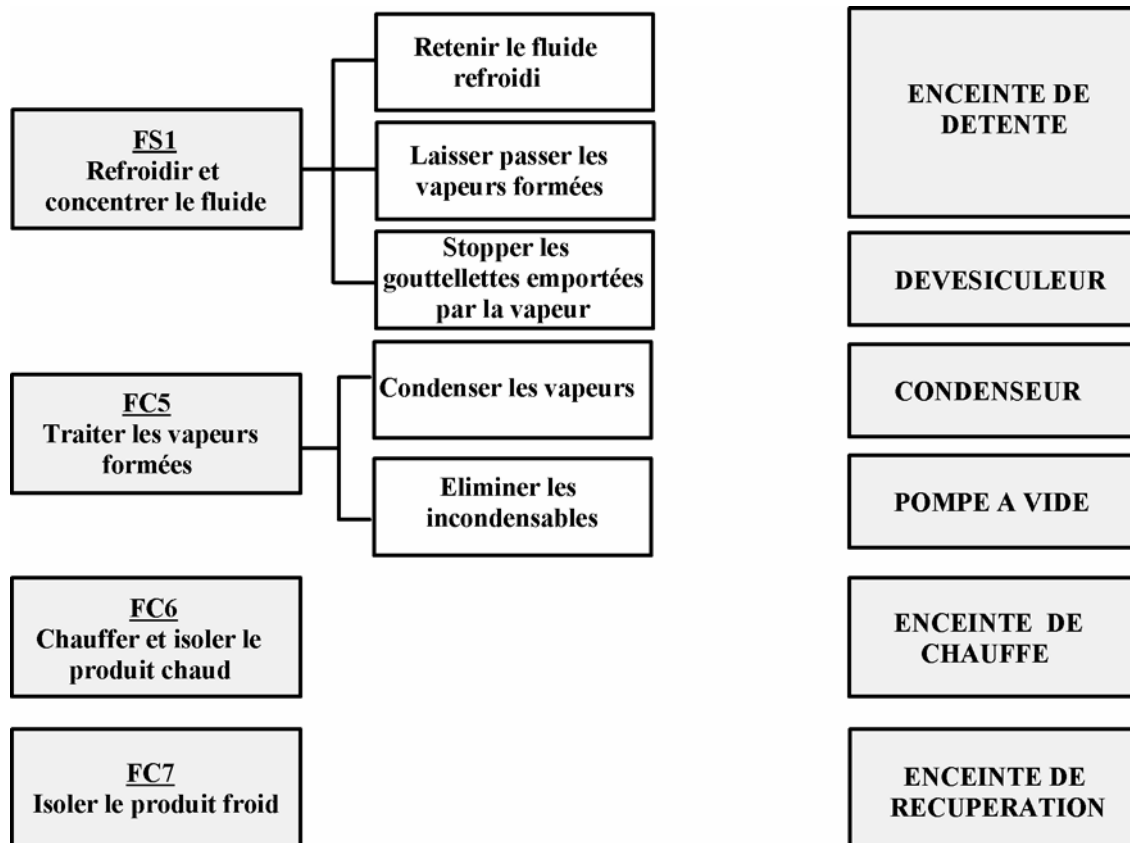 Retenir le fluide
refroidi
ENCEINTE DE
DETENTE
FS1
Refroidir et
concentrer le fluide
Laisser passer les
vapeurs formées
Stopper les
gouttellettes emportées
par la vapeur
DEVESICULEUR
FC5
Traiter les vapeurs
formées
Condenser les vapeurs
CONDENSEUR
Eliminer les
incondensables
POMPE A VIDE
FC6
Chauffer et isoler le
produit chaud
ENCEINTE DE
CHAUFFE
FC7
Isoler le produit froid
ENCEINTE DE
RECUPERATION